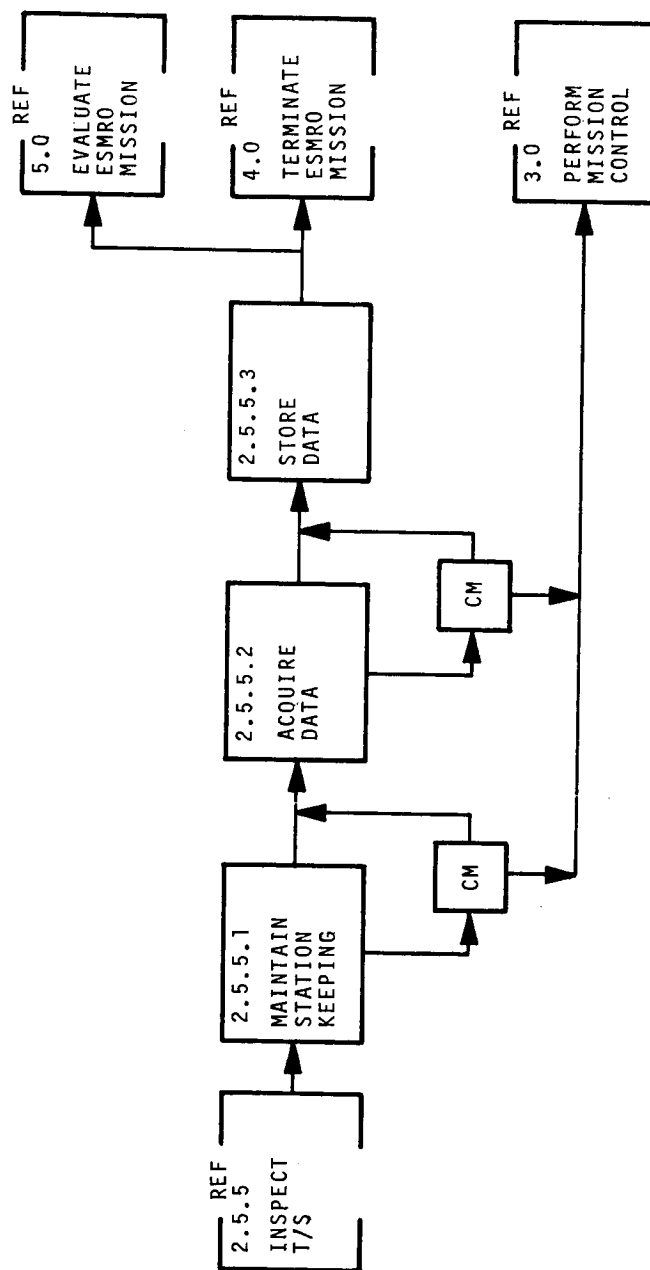 REF
2.5.5
INSPECT
T/S
2.5.5.1
MAINTAIN
STATION
KEEPING
CM
2.5.5.2
ACQUIRE
DATA
CM
2.5.5.3
STORE
DATA
REF
5.0
EVALUATE
ESMRO
MISSION
REF
4.0
TERMINATE
ESMRO
MISSION
REF
3.0
PERFORM
MISSION
CONTROL